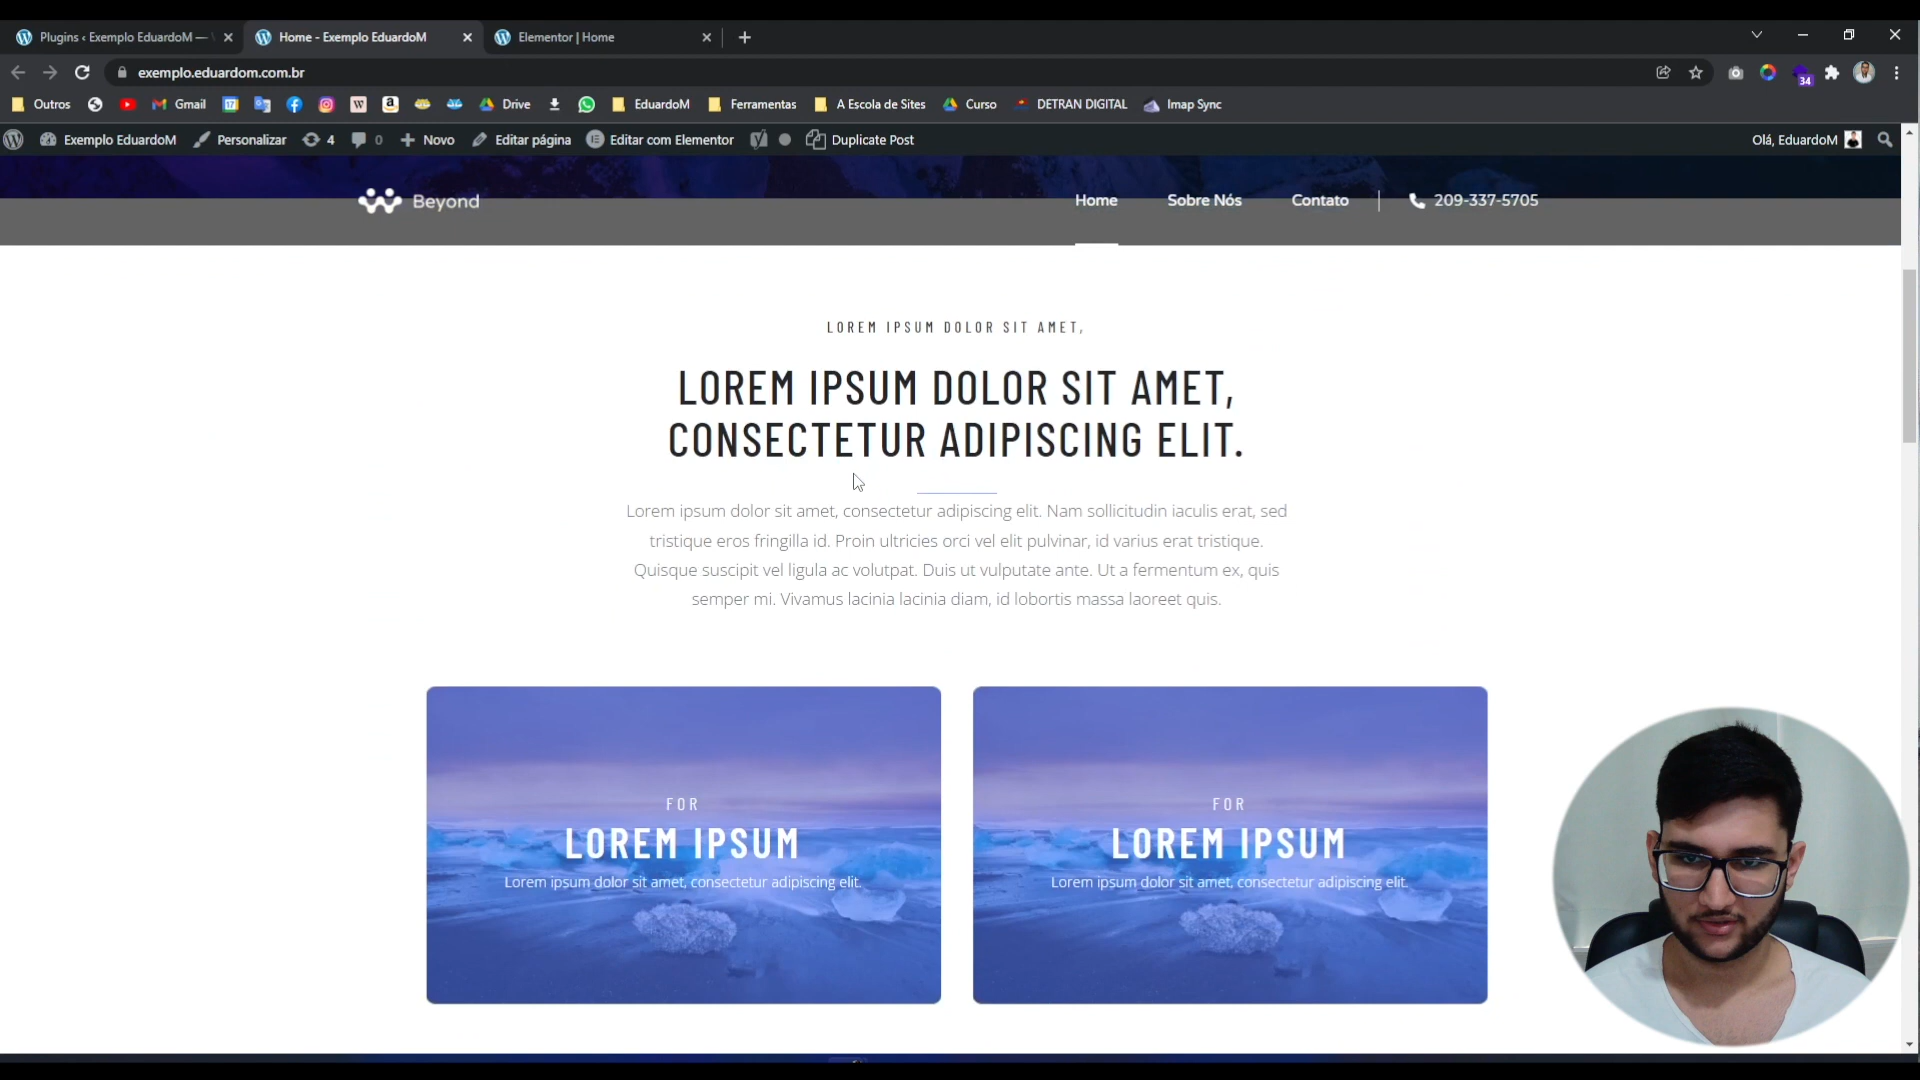 Plugins ‹ Exemplo EduardoM —
Home - Exemplo EduardoM
Elementor | Home
exemplo.eduardom.com.br
34
Outros
Gmail
17
W
a
Drive
EduardoM
Ferramentas
A Escola de Sites
Curso
DETRAN DIGITAL
Imap Sync
Exemplo EduardoM
Personalizar
4
0
Novo
Editar página
Editar com Elementor
Duplicate Post
Olá, EduardoM
Beyond
Home
Sobre Nós
Contato
209-337-5705
LOREM IPSUM DOLOR SIT AMET,
LOREM IPSUM DOLOR SIT AMET,
CONSECTETUR ADIPISCING ELIT.
Lorem ipsum dolor sit amet, consectetur adipiscing elit. Nam sollicitudin iaculis erat, sed
tristique eros fringilla id. Proin ultricies orci vel elit pulvinar, id varius erat tristique.
Quisque suscipit vel ligula ac volutpat. Duis ut vulputate ante. Ut a fermentum ex, quis
semper mi. Vivamus lacinia lacinia diam, id lobortis massa laoreet quis.
FOR
LOREM IPSUM
Lorem ipsum dolor sit amet, consectetur adipiscing elit.
FOR
LOREM IPSUM
Lorem ipsum dolor sit amet, consectetur adipiscing elit.